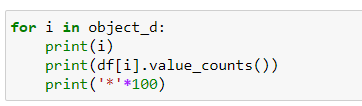 for i in object_d:
    print(i)
    print(df[i].value_counts())
    print('*'*100)